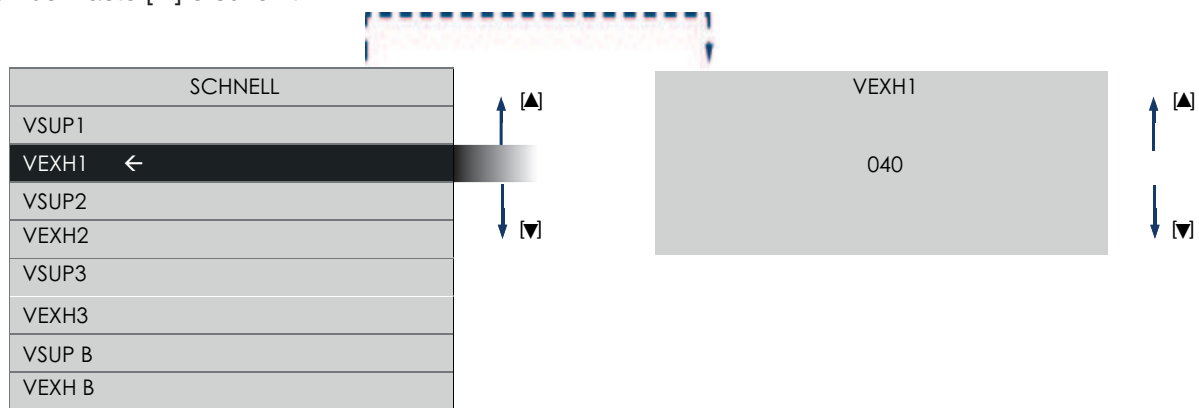 SCHNELL
VSUP1
VEXH1 ←
VSUP2
VEXH2
VSUP3
VEXH3
VSUP B
VEXH B
[▲]
[▼]
VEXH1
040
[▲]
[▼]